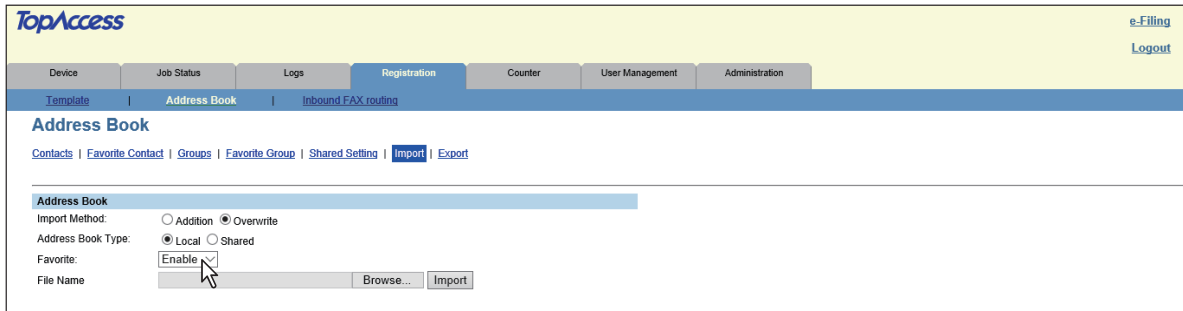 TopAccess
e-Filing
Logout
Device Job Status Logs Registration Counter User Management Administration
Template | Address Book | Inbound FAX routing
Address Book
Contacts | Favorite Contact | Groups | Favorite Group | Shared Setting | Import | Export
Address Book
Import Method: Addition Overwrite
Address Book Type: Local Shared
Favorite: Enable
File Name Browse... Import